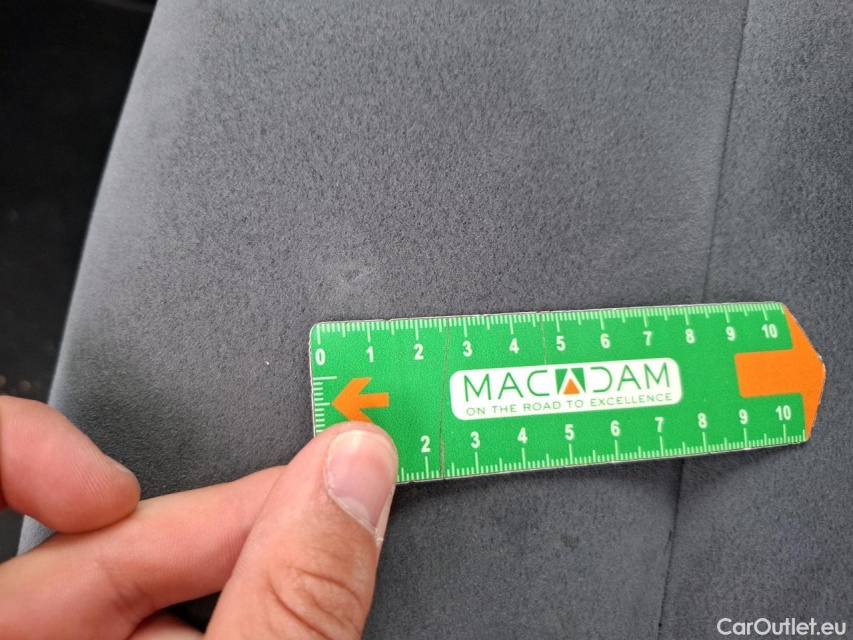 0 1 2 3 4 5 6 7 8 9 10
MACADAM
ON THE ROAD TO EXCELLENCE
2 3 4 5 6 7 8 9 10
CarOutlet.eu